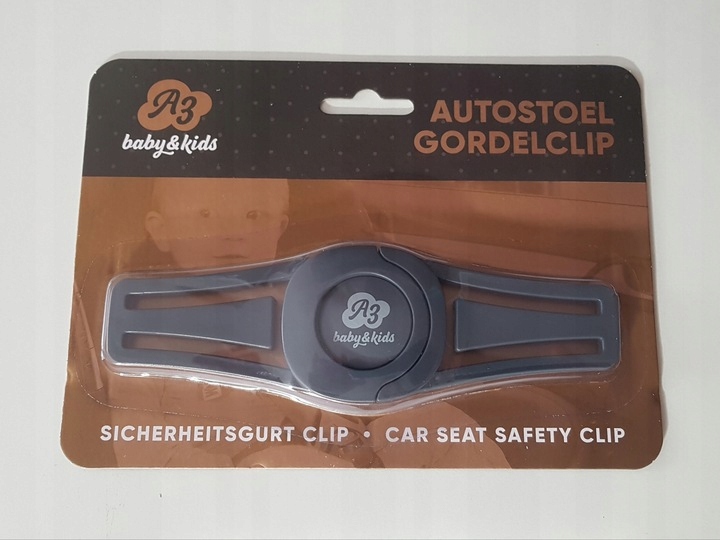 A3
baby&kids
AUTOSTOEL
GORDELCLIP
A3
baby&kids
SICHERHEITSGURT CLIP • CAR SEAT SAFETY CLIP